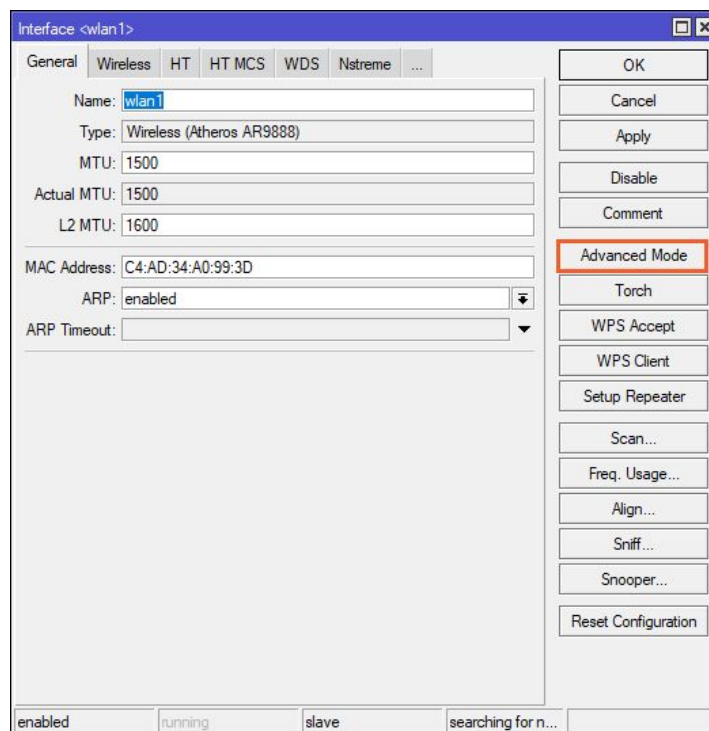 Interface <wlan1>
General Wireless HT HT MCS WDS Nstreme ...
Name: wlan1
Type: Wireless (Atheros AR9888)
MTU: 1500
Actual MTU: 1500
L2 MTU: 1600
MAC Address: C4:AD:34:A0:99:3D
ARP: enabled
ARP Timeout:
OK
Cancel
Apply
Disable
Comment
Advanced Mode
Torch
WPS Accept
WPS Client
Setup Repeater
Scan...
Freq. Usage...
Align...
Sniff...
Snooper...
Reset Configuration
enabled running slave searching for n...